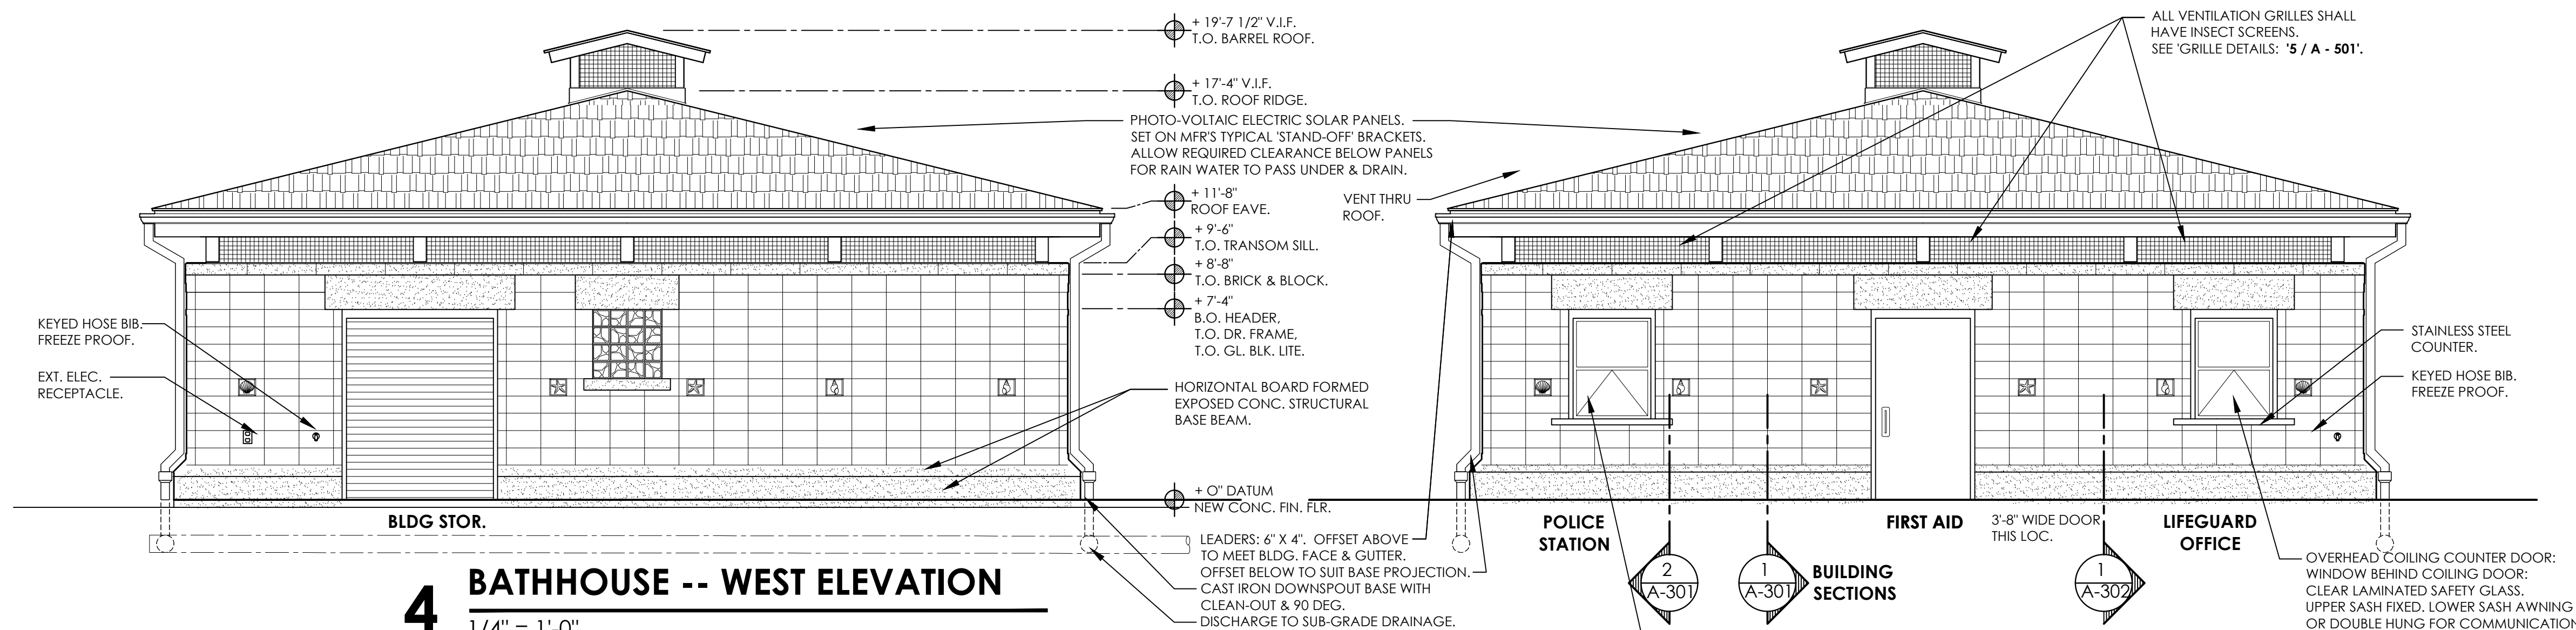 + 19'-7 1/2" V.I.F.
T.O. BARREL ROOF.
+ 17'-4" V.I.F.
T.O. ROOF RIDGE.
PHOTO-VOLTAIC ELECTRIC SOLAR PANELS.
SET ON MFR'S TYPICAL 'STAND-OFF' BRACKETS.
ALLOW REQUIRED CLEARANCE BELOW PANELS
FOR RAIN WATER TO PASS UNDER & DRAIN.
+ 11'-8"
ROOF EAVE.
+ 9'-6"
T.O. TRANSOM SILL.
+ 8'-8"
T.O. BRICK & BLOCK.
+ 7'-4"
B.O. HEADER,
T.O. DR. FRAME,
T.O. GL. BLK. LITE.
KEYED HOSE BIB.
FREEZE PROOF.
EXT. ELEC.
RECEPTACLE.
HORIZONTAL BOARD FORMED
EXPOSED CONC. STRUCTURAL
BASE BEAM.
+ O" DATUM
NEW CONC. FIN. FLR.
BLDG STOR.
LEADERS: 6" X 4". OFFSET ABOVE
TO MEET BLDG. FACE & GUTTER.
OFFSET BELOW TO SUIT BASE PROJECTION.
CAST IRON DOWNSPOUT BASE WITH
CLEAN-OUT & 90 DEG.
DISCHARGE TO SUB-GRADE DRAINAGE.
4
BATHHOUSE -- WEST ELEVATION
1/4" = 1'-0"
ALL VENTILATION GRILLES SHALL
HAVE INSECT SCREENS.
SEE 'GRILLE DETAILS: '5 / A - 501'.
VENT THRU
ROOF.
STAINLESS STEEL
COUNTER.
KEYED HOSE BIB.
FREEZE PROOF.
POLICE
STATION
FIRST AID
3'-8" WIDE DOOR
THIS LOC.
LIFEGUARD
OFFICE
2
A-301
1
A-301
BUILDING
SECTIONS
1
A-302
OVERHEAD COILING COUNTER DOOR:
WINDOW BEHIND COILING DOOR:
CLEAR LAMINATED SAFETY GLASS.
UPPER SASH FIXED. LOWER SASH AWNING
OR DOUBLE HUNG FOR COMMUNICATION